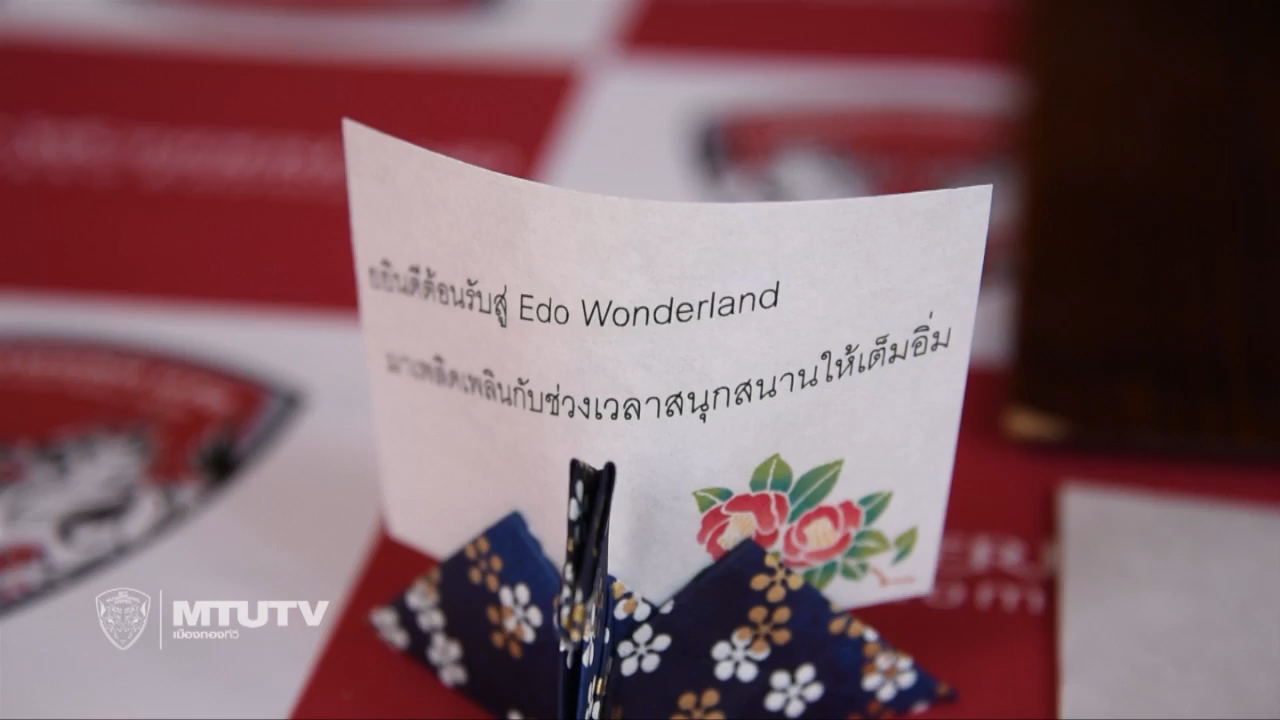 ยินดีต้อนรับสู่ Edo Wonderland
มาเพลิดเพลินกับช่วงเวลาสนุกสนานให้เต็มอิ่ม
MTUTV
เมืองทองทีวี